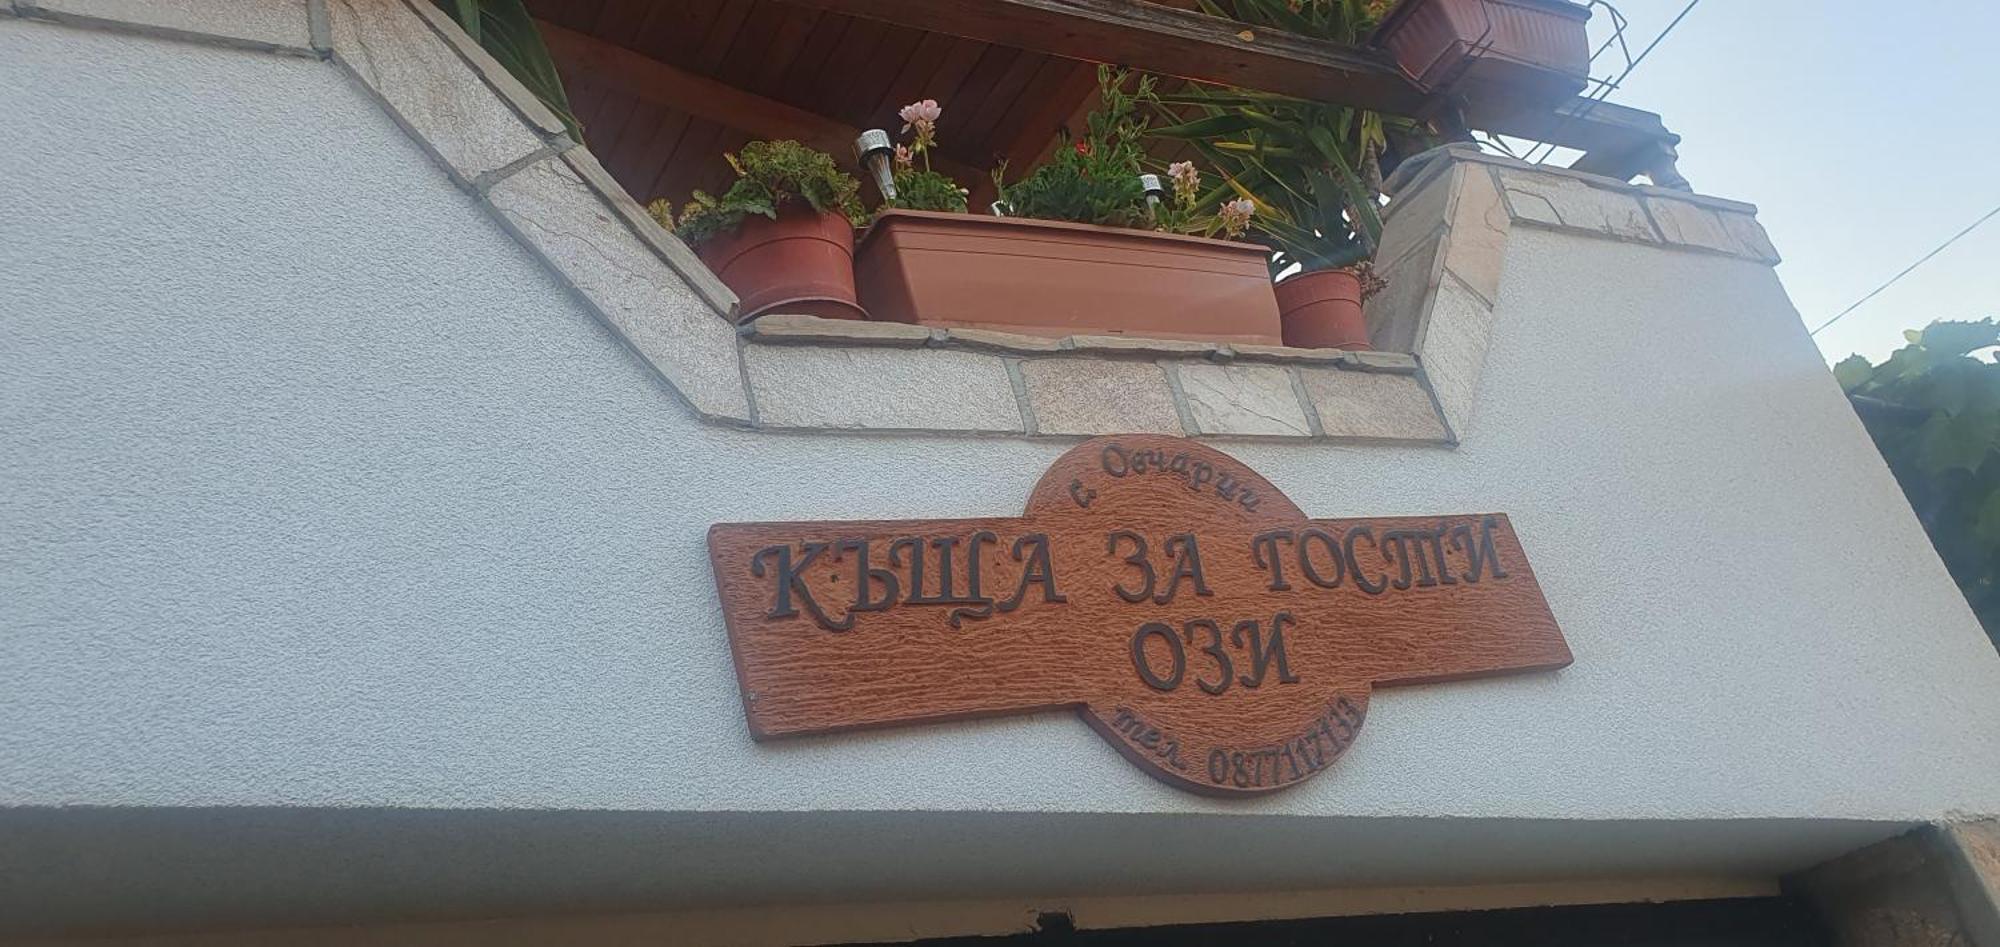 с. Овчарци
КЪЩА ЗА ГОСТИ
ОЗИ
тел. 0877117133